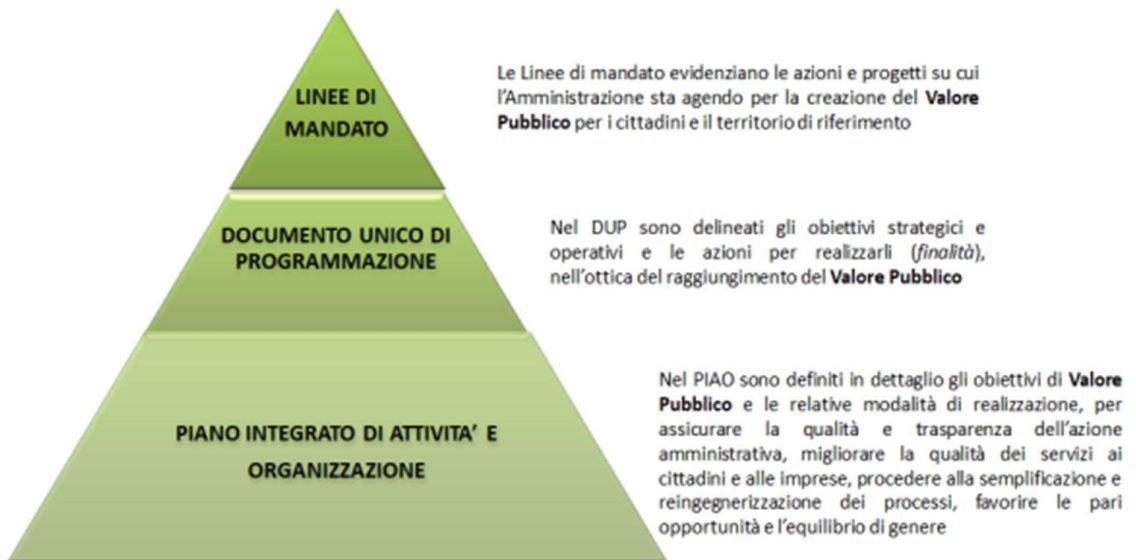 LINEE DI
MANDATO
Le Linee di mandato evidenziano le azioni e progetti su cui
l'Amministrazione sta agendo per la creazione del Valore
Pubblico per i cittadini e il territorio di riferimento
DOCUMENTO UNICO DI
PROGRAMMAZIONE
Nel DUP sono delineati gli obiettivi strategici e
operativi e le azioni per realizzarli (finalità),
nell'ottica del raggiungimento del Valore Pubblico
PIANO INTEGRATO DI ATTIVITA' E
ORGANIZZAZIONE
Nel PIAO sono definiti in dettaglio gli obiettivi di Valore
Pubblico e le relative modalità di realizzazione, per
assicurare la qualità e trasparenza dell'azione
amministrativa, migliorare la qualità dei servizi ai
cittadini e alle imprese, procedere alla semplificazione e
reingegnerizzazione dei processi, favorire le pari
opportunità e l'equilibrio di genere